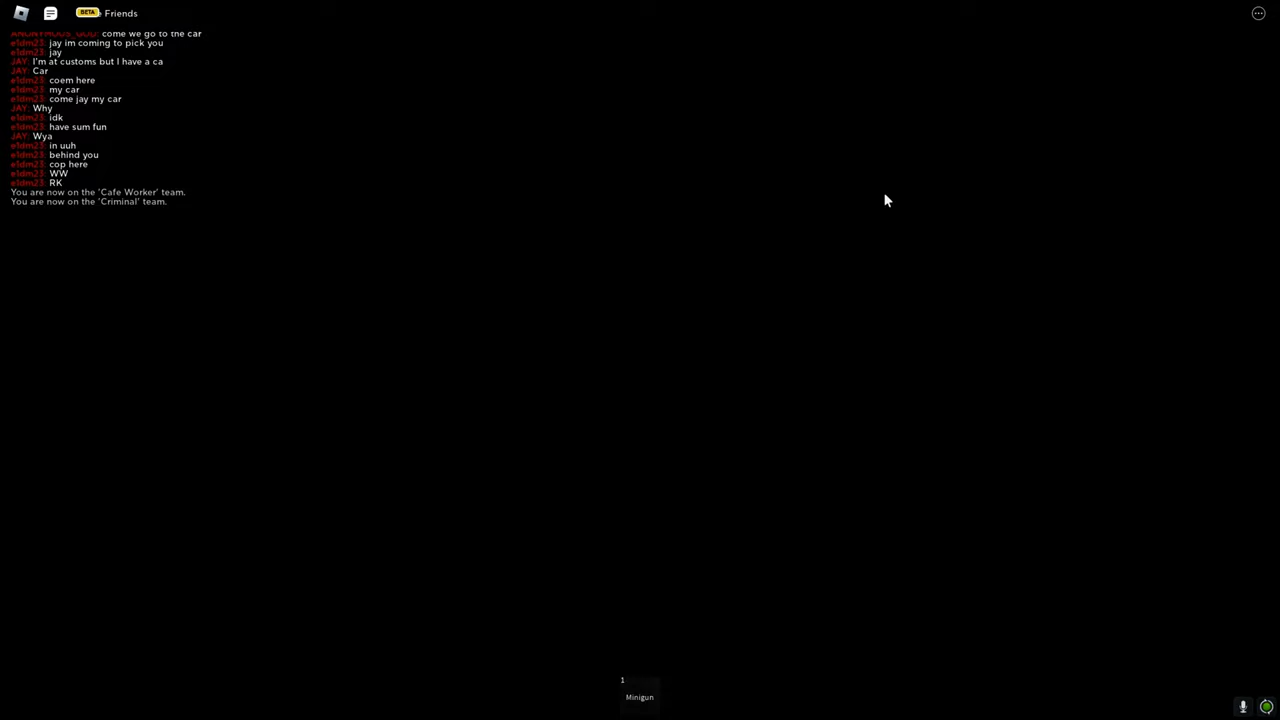 BETA Friends
ANONYMOUS_GOD: come we go to the car
e1dm23: jay im coming to pick you
e1dm23: jay
JAY: I'm at customs but I have a ca
JAY: Car
e1dm23: coem here
e1dm23: my car
e1dm23: come jay my car
JAY: Why
e1dm23: idk
e1dm23: have sum fun
JAY: Wya
e1dm23: in uuh
e1dm23: behind you
e1dm23: cop here
e1dm23: WW
e1dm23: RK
You are now on the 'Cafe Worker' team.
You are now on the 'Criminal' team.
1
Minigun